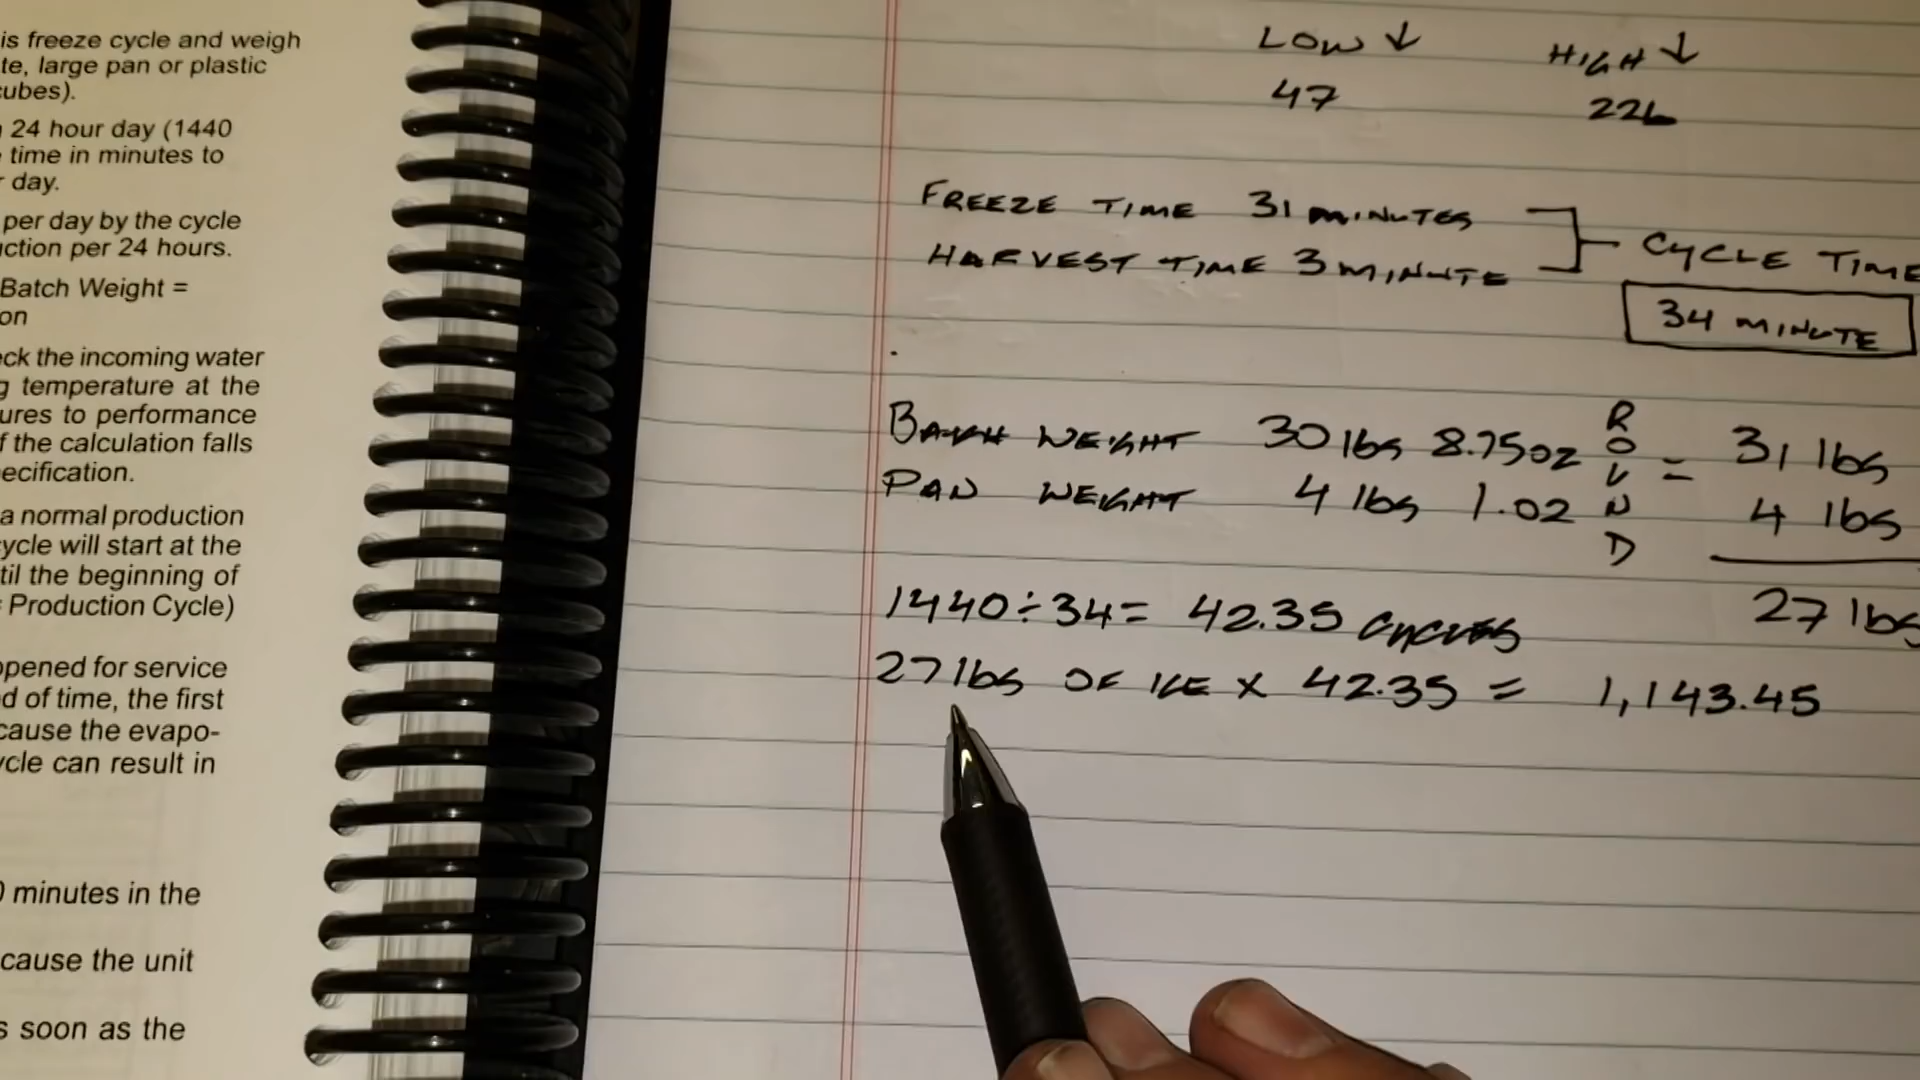 is freeze cycle and weigh
te, large pan or plastic
cubes).
24 hour day (1440
time in minutes to
r day.
per day by the cycle
uction per 24 hours.
Batch Weight =
on
eck the incoming water
g temperature at the
ures to performance
f the calculation falls
ecification.
a normal production
ycle will start at the
til the beginning of
Production Cycle)
opened for service
d of time, the first
cause the evapo-
ycle can result in
0 minutes in the
cause the unit
s soon as the
LOW ↓ HIGH ↓
47 226
FREEZE TIME 31 MINUTES
HARVEST TIME 3 MINUTE
CYCLE TIME
34 MINUTE
BATCH WEIGHT 30 lbs 8.75oz ROUND = 31 lbs
PAN WEIGHT 4 lbs 1.02 4 lbs
1440÷34= 42.35 CYCLES 27 lbs
27 lbs OF ICE X 42.35 = 1,143.45